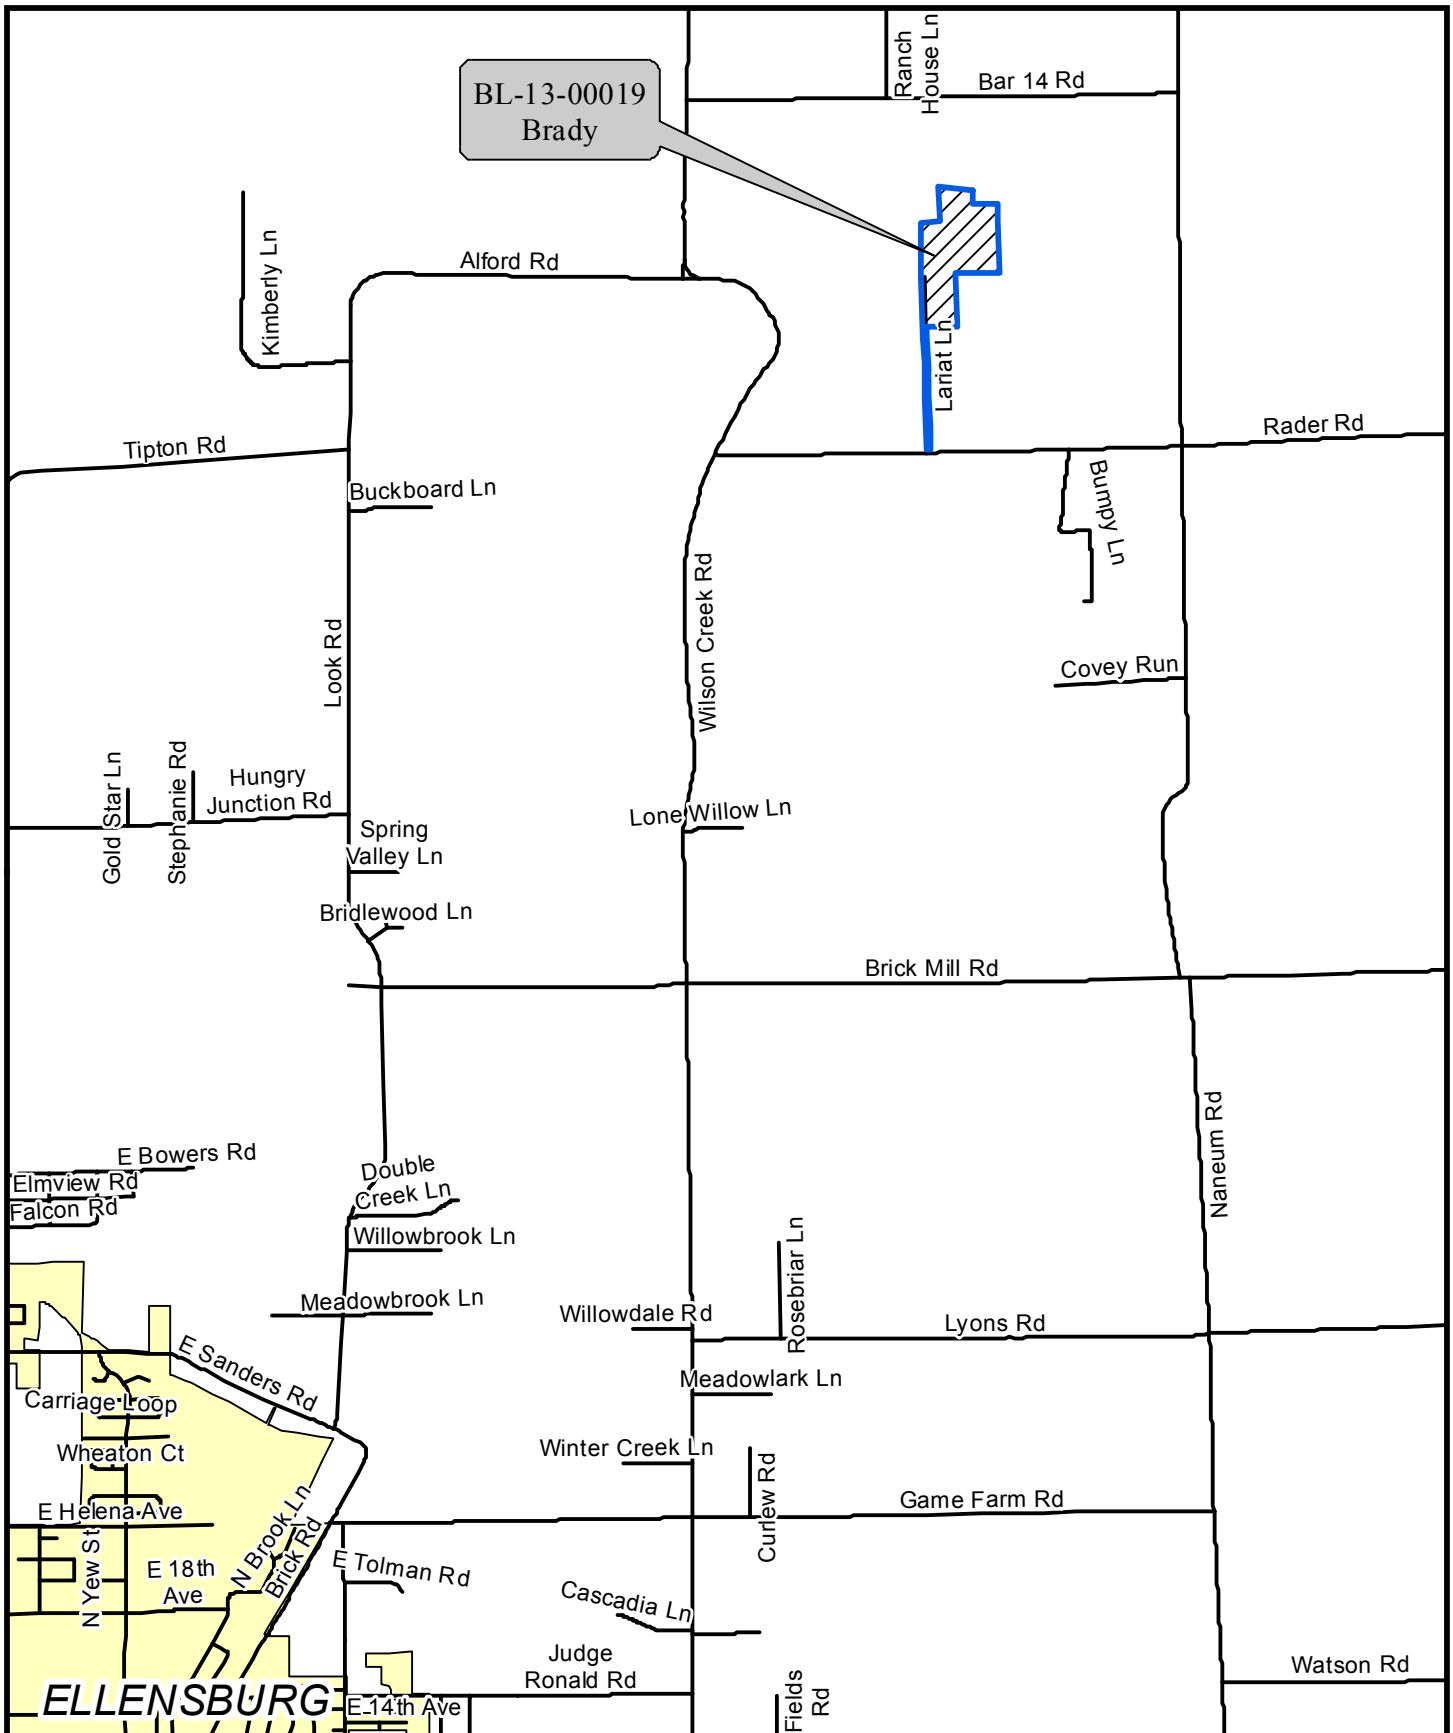 Ranch
House Ln
Bar 14 Rd
BL-13-00019
Brady
Kimberly Ln
Alford Rd
Lariat Ln
Rader Rd
Tipton Rd
Buckboard Ln
Bumpy Ln
Wilson Creek Rd
Look Rd
Covey Run
Gold Star Ln
Stephanie Rd
Hungry
Junction Rd
Spring
Valley Ln
Lone Willow Ln
Bridlewood Ln
Brick Mill Rd
Naneum Rd
E Bowers Rd
Elmview Rd
Falcon Rd
Double
Creek Ln
Willowbrook Ln
Rosebriar Ln
Meadowbrook Ln
Willowdale Rd
Lyons Rd
E Sanders Rd
Meadowlark Ln
Carriage Loop
Wheaton Ct
Winter Creek Ln
Curlew Rd
Game Farm Rd
E Helena Ave
N Yew St
N Brook Ln
Brick Rd
E 18th
Ave
E Tolman Rd
Cascadia Ln
Judge
Ronald Rd
Watson Rd
Fields
Rd
ELLENSBURG
E 14th Ave